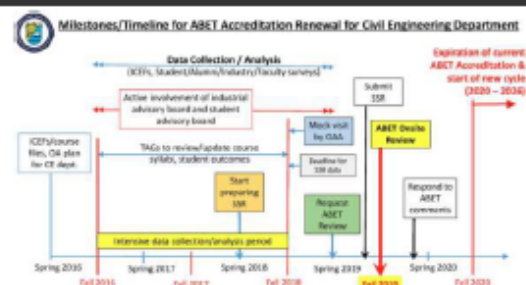 Milestones/Timeline for ABET Accreditation Renewal for Civil Engineering Department
Data Collection / Analysis
(ICEFs, Student/Alumni/Industry/Faculty surveys)
Expiration of current
ABET Accreditation &
start of new cycle
(2020 – 2026)
Submit
SSR
Active involvement of industrial
advisory board and student
advisory board
Mock visit
by OAA
ABET Onsite
Review
ICEFs/course
files, OA plan
for CE dept.
TAGs to review/update course
syllabi, student outcomes
Deadline for
SSR data
Start
preparing
SSR
Request
ABET
Review
Respond to
ABET
comments
Intensive data collection/analysis period
Spring 2016
Spring 2017
Spring 2018
Spring 2019
Spring 2020
Fall 2016
Fall 2017
Fall 2018
Fall 2019
Fall 2020